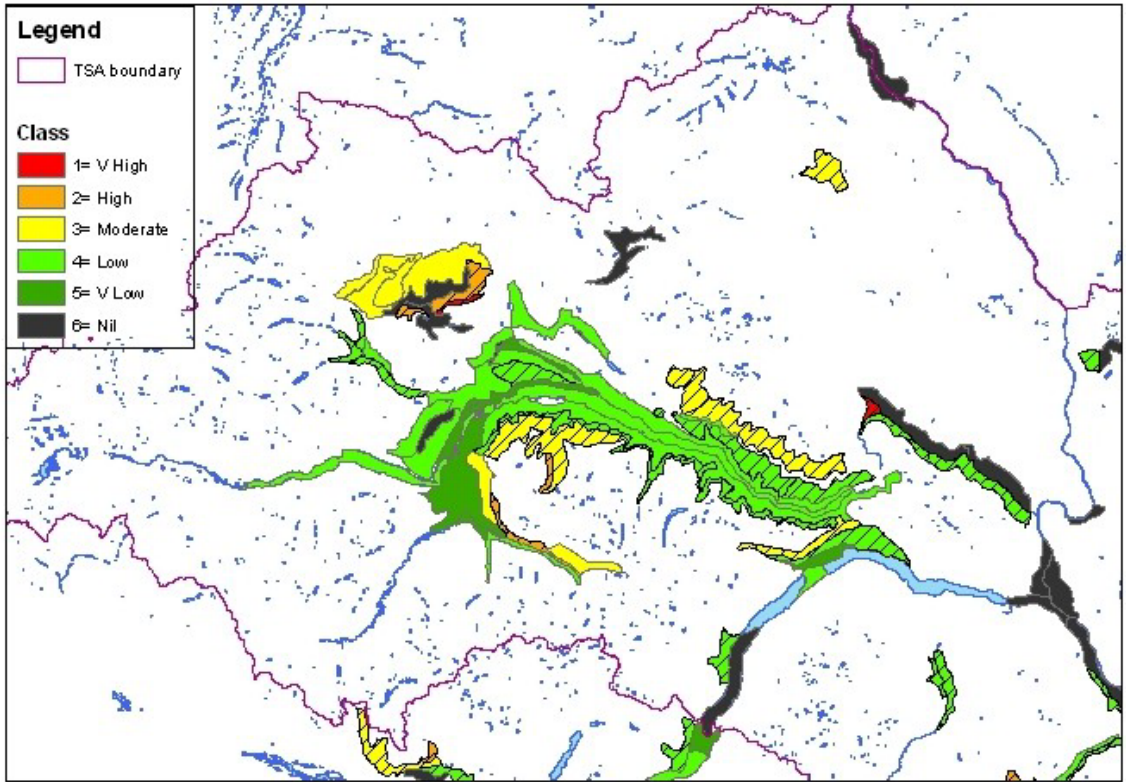 Legend
TSA boundary
Class
1= V High
2= High
3= Moderate
4= Low
5= V Low
6= Nil